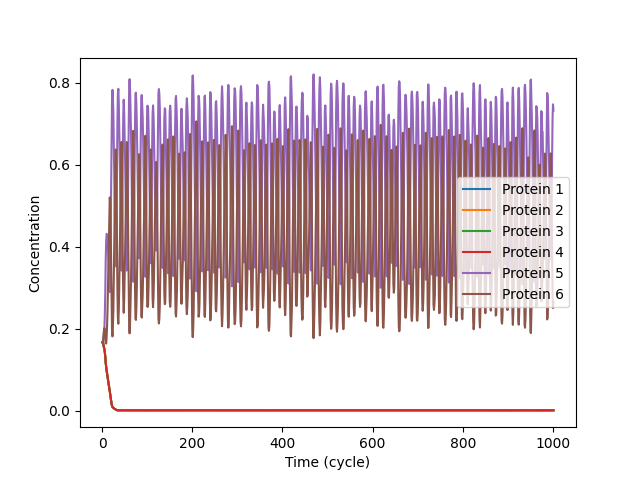 0.8
0.6
0.4
0.2
0.0
Concentration
Protein 1
Protein 2
Protein 3
Protein 4
Protein 5
Protein 6
0 200 400 600 800 1000
Time (cycle)